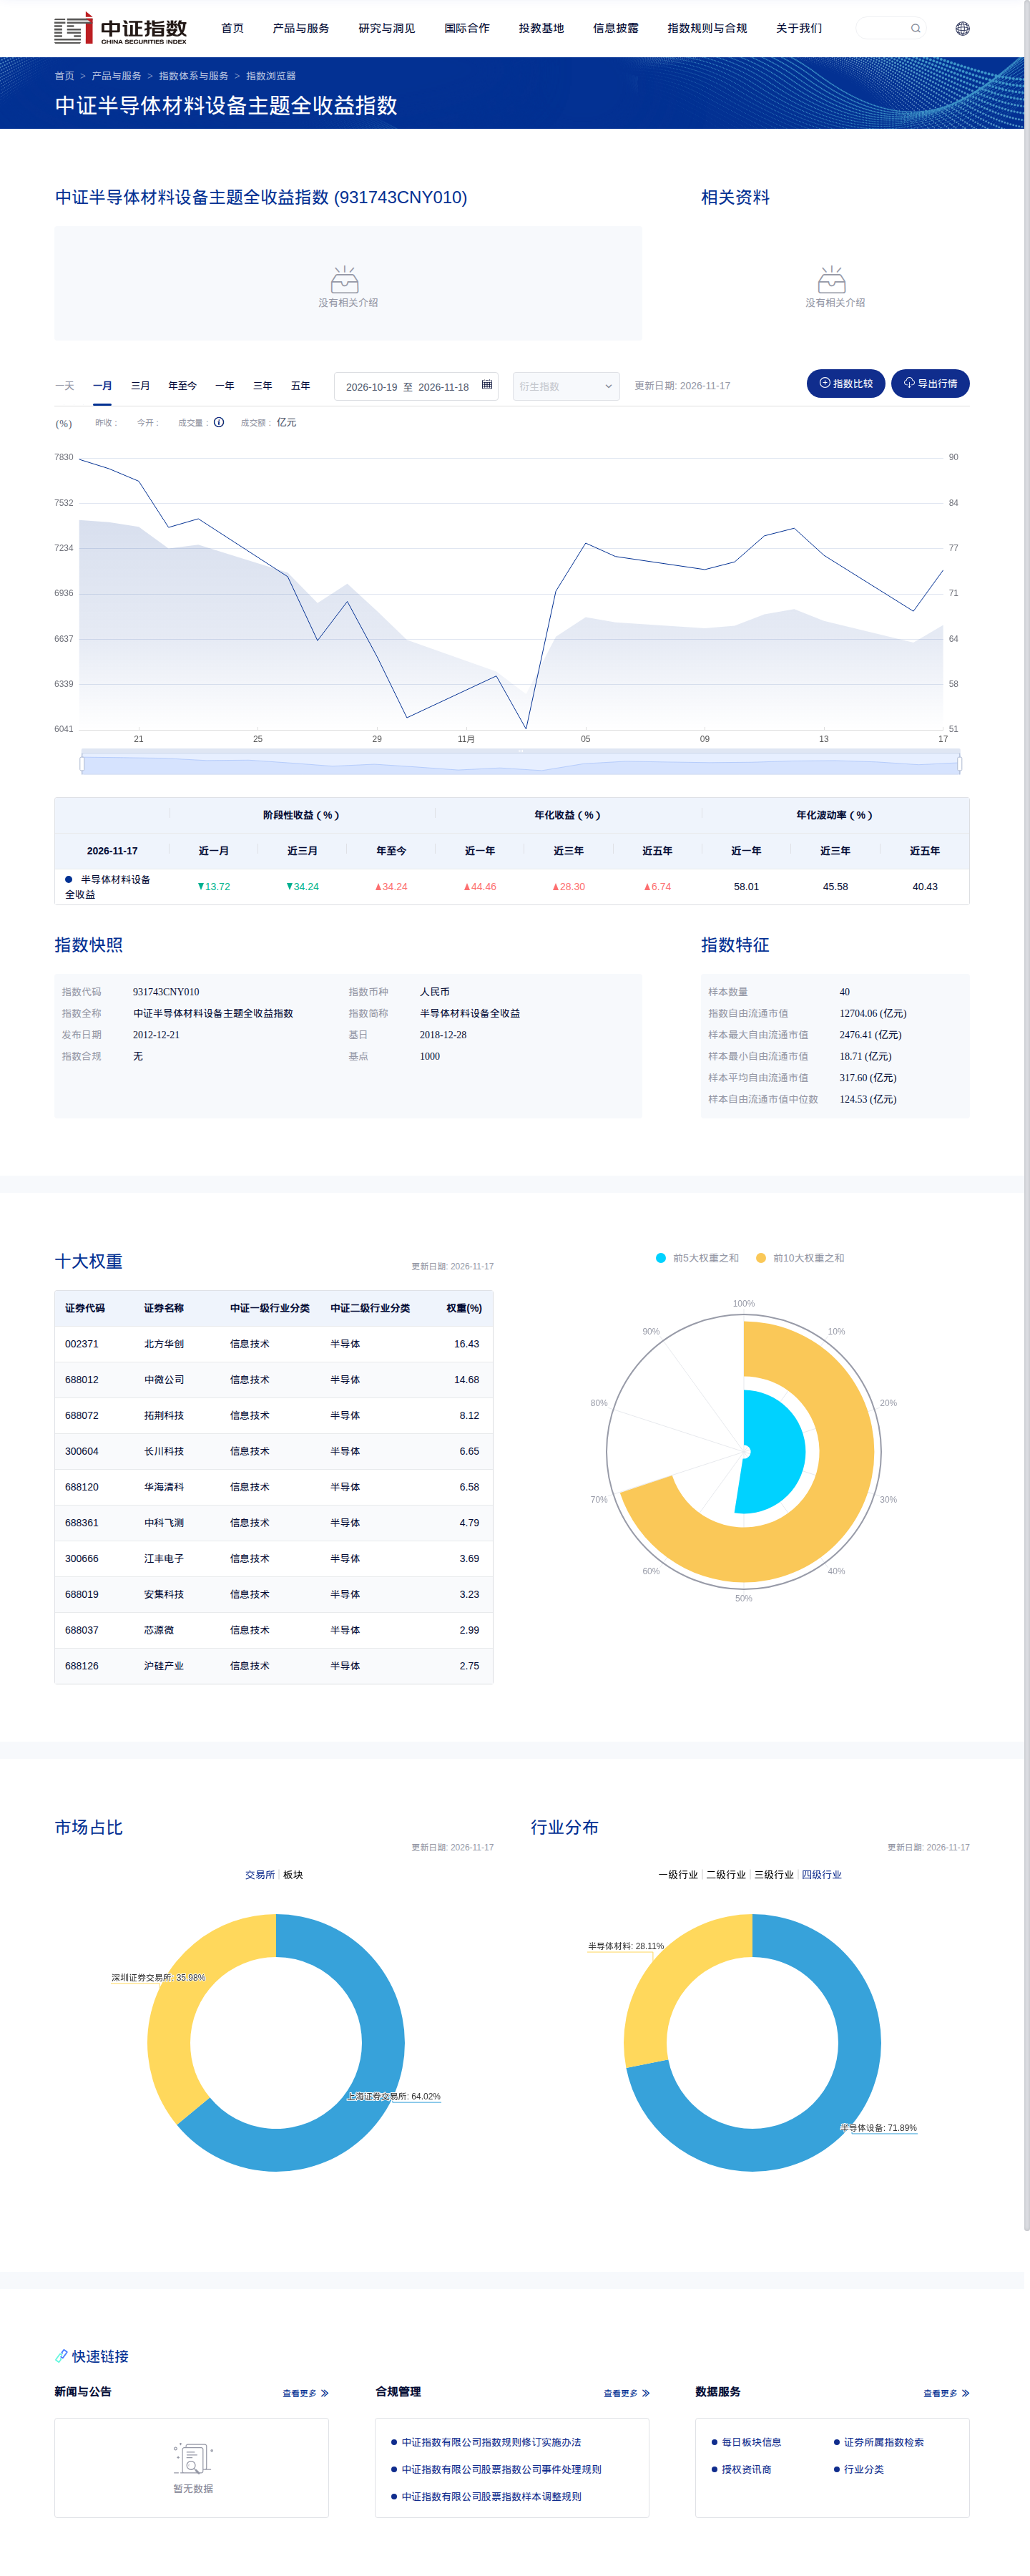 中证指数
CHINA SECURITIES INDEX
首页 产品与服务 研究与洞见 国际合作 投教基地 信息披露 指数规则与合规 关于我们
首页 > 产品与服务 > 指数体系与服务 > 指数浏览器
中证半导体材料设备主题全收益指数
中证半导体材料设备主题全收益指数 (931743CNY010)
相关资料
没有相关介绍
没有相关介绍
一天 一月 三月 年至今 一年 三年 五年 2026-10-19 至 2026-11-18 衍生指数 更新日期: 2026-11-17 指数比较 导出行情
(%) 昨收： 今开： 成交量： 成交额： 亿元
7830 90
7532 84
7234 77
6936 71
6637 64
6339 58
6041 51
21 25 29 11月 05 09 13 17
阶段性收益（%） 年化收益（%） 年化波动率（%）
2026-11-17 近一月 近三月 年至今 近一年 近三年 近五年 近一年 近三年 近五年
半导体材料设备
全收益
▼13.72 ▼34.24 ▲34.24 ▲44.46 ▲28.30 ▲6.74 58.01 45.58 40.43
指数快照
指数代码 931743CNY010 指数币种 人民币
指数全称 中证半导体材料设备主题全收益指数 指数简称 半导体材料设备全收益
发布日期 2012-12-21 基日 2018-12-28
指数合规 无 基点 1000
指数特征
样本数量 40
指数自由流通市值 12704.06 (亿元)
样本最大自由流通市值 2476.41 (亿元)
样本最小自由流通市值 18.71 (亿元)
样本平均自由流通市值 317.60 (亿元)
样本自由流通市值中位数 124.53 (亿元)
十大权重
更新日期: 2026-11-17
证券代码 证券名称 中证一级行业分类 中证二级行业分类 权重(%)
002371 北方华创 信息技术 半导体 16.43
688012 中微公司 信息技术 半导体 14.68
688072 拓荆科技 信息技术 半导体 8.12
300604 长川科技 信息技术 半导体 6.65
688120 华海清科 信息技术 半导体 6.58
688361 中科飞测 信息技术 半导体 4.79
300666 江丰电子 信息技术 半导体 3.69
688019 安集科技 信息技术 半导体 3.23
688037 芯源微 信息技术 半导体 2.99
688126 沪硅产业 信息技术 半导体 2.75
前5大权重之和 前10大权重之和
100%
90% 10%
80% 20%
70% 30%
60% 40%
50%
市场占比
更新日期: 2026-11-17
交易所 板块
深圳证券交易所: 35.98%
上海证券交易所: 64.02%
行业分布
更新日期: 2026-11-17
一级行业 二级行业 三级行业 四级行业
半导体材料: 28.11%
半导体设备: 71.89%
快速链接
新闻与公告 查看更多
暂无数据
合规管理 查看更多
中证指数有限公司指数规则修订实施办法
中证指数有限公司股票指数公司事件处理规则
中证指数有限公司股票指数样本调整规则
数据服务 查看更多
每日板块信息 证券所属指数检索
授权资讯商 行业分类